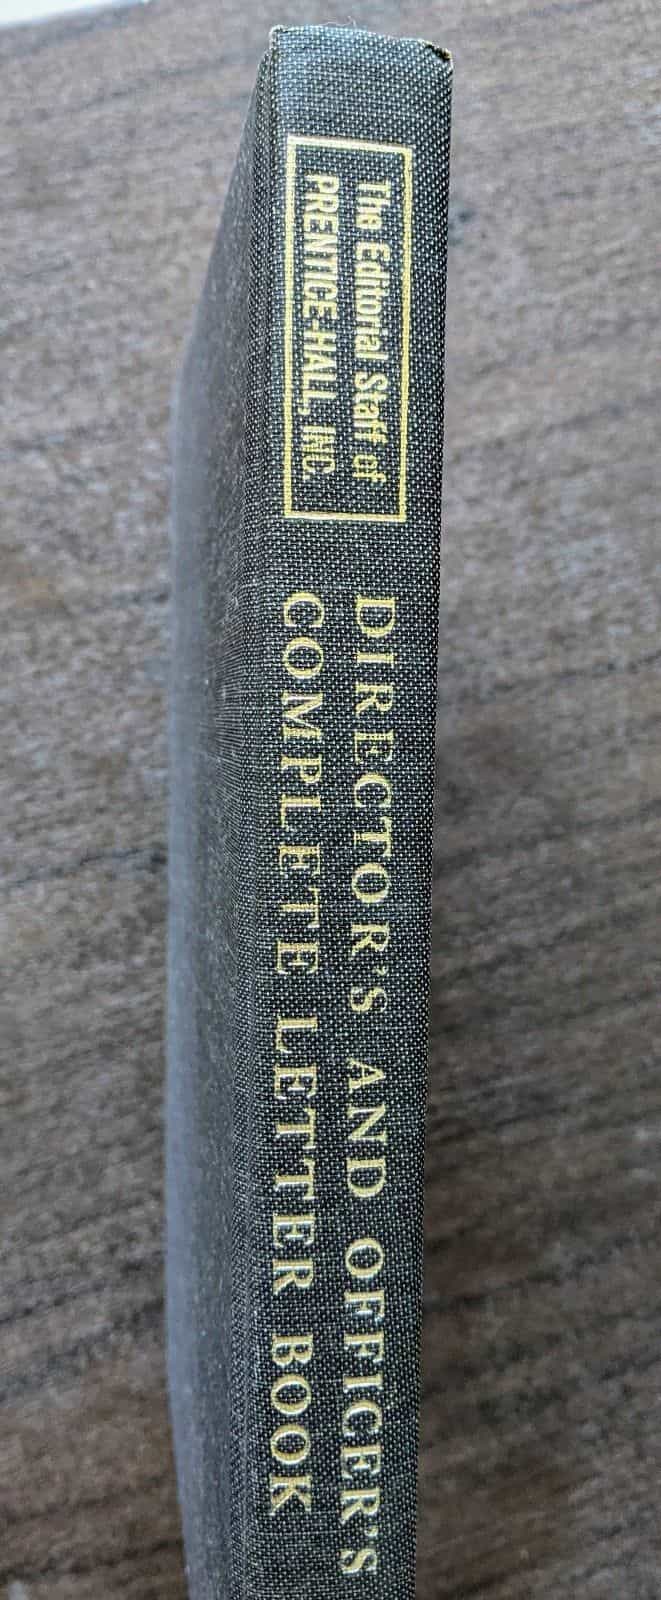 The Editorial Staff of
PRENTICE-HALL, INC.
DIRECTOR'S AND OFFICER'S
COMPLETE LETTER BOOK